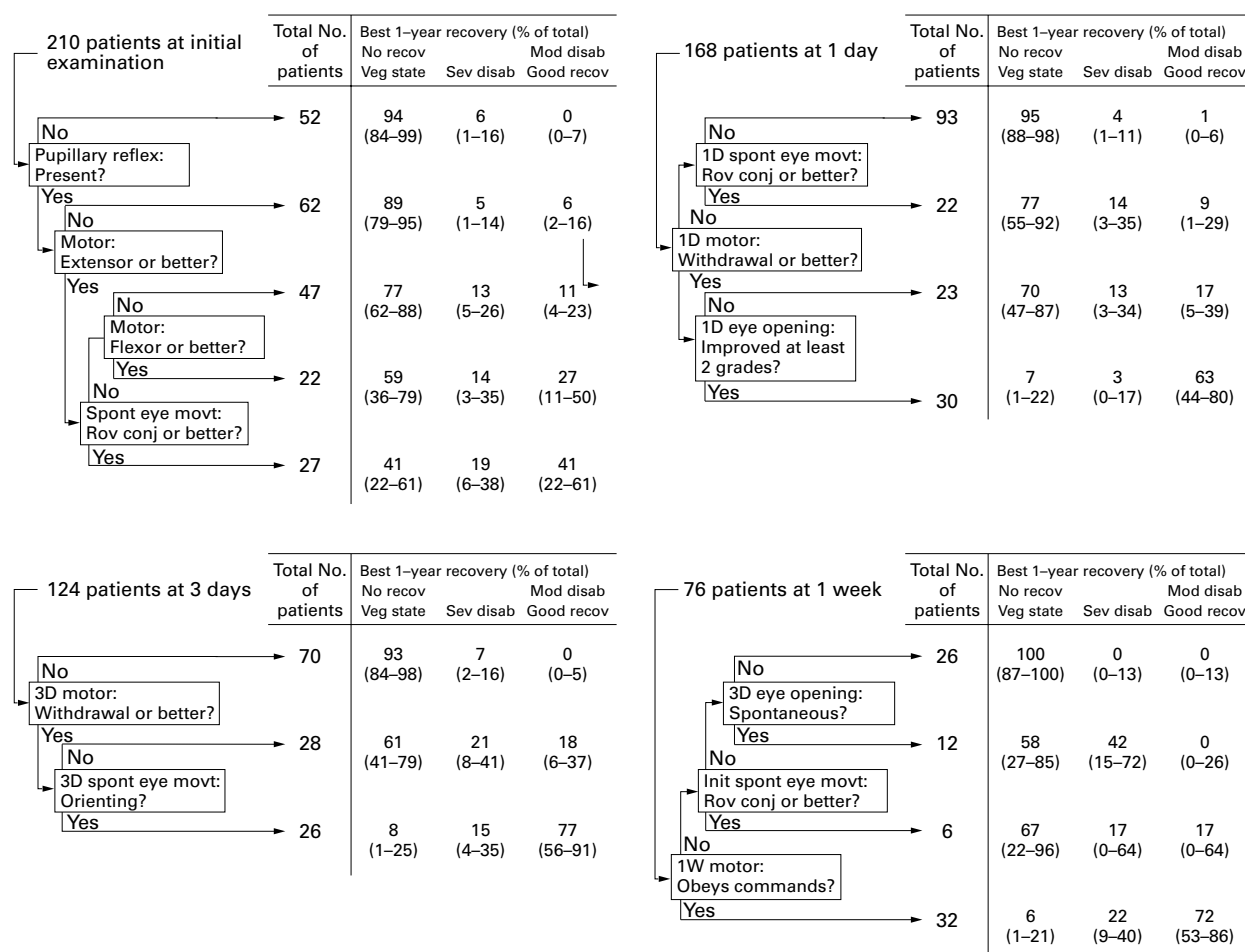 210 patients at initial
examination
Total No.
of
patients
Best 1–year recovery (% of total)
No recov Mod disab
Veg state Sev disab Good recov
No 52 94 6 0
(84–99) (1–16) (0–7)
Pupillary reflex:
Present?
Yes
No 62 89 5 6
(79–95) (1–14) (2–16)
Motor:
Extensor or better?
Yes
No 47 77 13 11
(62–88) (5–26) (4–23)
Motor:
Flexor or better?
Yes 22 59 14 27
(36–79) (3–35) (11–50)
No
Spont eye movt:
Rov conj or better?
Yes 27 41 19 41
(22–61) (6–38) (22–61)
168 patients at 1 day
Total No.
of
patients
Best 1–year recovery (% of total)
No recov Mod disab
Veg state Sev disab Good recov
No 93 95 4 1
(88–98) (1–11) (0–6)
1D spont eye movt:
Rov conj or better?
Yes 22 77 14 9
(55–92) (3–35) (1–29)
No
1D motor:
Withdrawal or better?
Yes
No 23 70 13 17
(47–87) (3–34) (5–39)
1D eye opening:
Improved at least
2 grades?
Yes 30 7 3 63
(1–22) (0–17) (44–80)
124 patients at 3 days
Total No.
of
patients
Best 1–year recovery (% of total)
No recov Mod disab
Veg state Sev disab Good recov
No 70 93 7 0
(84–98) (2–16) (0–5)
3D motor:
Withdrawal or better?
Yes
No 28 61 21 18
(41–79) (8–41) (6–37)
3D spont eye movt:
Orienting?
Yes 26 8 15 77
(1–25) (4–35) (56–91)
76 patients at 1 week
Total No.
of
patients
Best 1–year recovery (% of total)
No recov Mod disab
Veg state Sev disab Good recov
No 26 100 0 0
(87–100) (0–13) (0–13)
3D eye opening:
Spontaneous?
Yes 12 58 42 0
(27–85) (15–72) (0–26)
No
Init spont eye movt:
Rov conj or better?
Yes 6 67 17 17
(22–96) (0–64) (0–64)
No
1W motor:
Obeys commands?
Yes 32 6 22 72
(1–21) (9–40) (53–86)